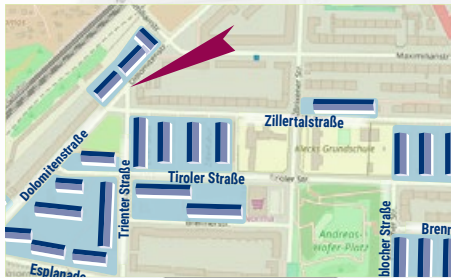 Maximilianstr
Zillertalstraße
Klecks Grundschule
Dolomitenstraße
Trienter Straße
Tiroler Straße
Tiroler Str.
Andreas-
Hofer-Platz
blocher Straße
Brenn
Esplanade